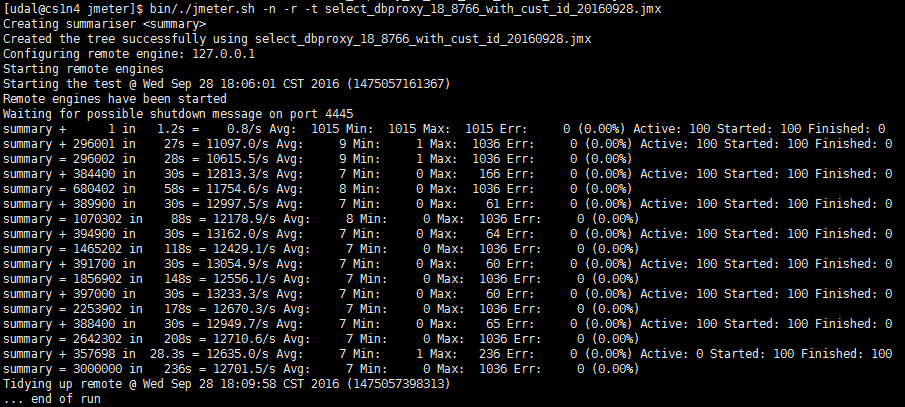 [udal@cs1n4 jmeter]$ bin/./jmeter.sh -n -r -t select_dbproxy_18_8766_with_cust_id_20160928.jmx
Creating summariser <summary>
Created the tree successfully using select_dbproxy_18_8766_with_cust_id_20160928.jmx
Configuring remote engine: 127.0.0.1
Starting remote engines
Starting the test @ Wed Sep 28 18:06:01 CST 2016 (1475057161367)
Remote engines have been started
Waiting for possible shutdown message on port 4445
summary +      1 in   1.2s =    0.8/s Avg:  1015 Min:  1015 Max:  1015 Err:     0 (0.00%) Active: 100 Started: 100 Finished: 0
summary + 296001 in    27s = 11097.0/s Avg:     9 Min:     1 Max:  1036 Err:     0 (0.00%) Active: 100 Started: 100 Finished: 0
summary = 296002 in    28s = 10615.5/s Avg:     9 Min:     1 Max:  1036 Err:     0 (0.00%)
summary + 384400 in    30s = 12813.3/s Avg:     7 Min:     0 Max:   166 Err:     0 (0.00%) Active: 100 Started: 100 Finished: 0
summary = 680402 in    58s = 11754.6/s Avg:     8 Min:     0 Max:  1036 Err:     0 (0.00%)
summary + 389900 in    30s = 12997.5/s Avg:     7 Min:     0 Max:    61 Err:     0 (0.00%) Active: 100 Started: 100 Finished: 0
summary = 1070302 in    88s = 12178.9/s Avg:     8 Min:     0 Max:  1036 Err:     0 (0.00%)
summary + 394900 in    30s = 13162.0/s Avg:     7 Min:     0 Max:    64 Err:     0 (0.00%) Active: 100 Started: 100 Finished: 0
summary = 1465202 in   118s = 12429.1/s Avg:     7 Min:     0 Max:  1036 Err:     0 (0.00%)
summary + 391700 in    30s = 13054.9/s Avg:     7 Min:     0 Max:    60 Err:     0 (0.00%) Active: 100 Started: 100 Finished: 0
summary = 1856902 in   148s = 12556.1/s Avg:     7 Min:     0 Max:  1036 Err:     0 (0.00%)
summary + 397000 in    30s = 13233.3/s Avg:     7 Min:     0 Max:    60 Err:     0 (0.00%) Active: 100 Started: 100 Finished: 0
summary = 2253902 in   178s = 12670.3/s Avg:     7 Min:     0 Max:  1036 Err:     0 (0.00%)
summary + 388400 in    30s = 12949.7/s Avg:     7 Min:     0 Max:    65 Err:     0 (0.00%) Active: 100 Started: 100 Finished: 0
summary = 2642302 in   208s = 12710.6/s Avg:     7 Min:     0 Max:  1036 Err:     0 (0.00%)
summary + 357698 in  28.3s = 12635.0/s Avg:     7 Min:     1 Max:   236 Err:     0 (0.00%) Active: 0 Started: 100 Finished: 100
summary = 3000000 in   236s = 12701.5/s Avg:     7 Min:     0 Max:  1036 Err:     0 (0.00%)
Tidying up remote @ Wed Sep 28 18:09:58 CST 2016 (1475057398313)
... end of run